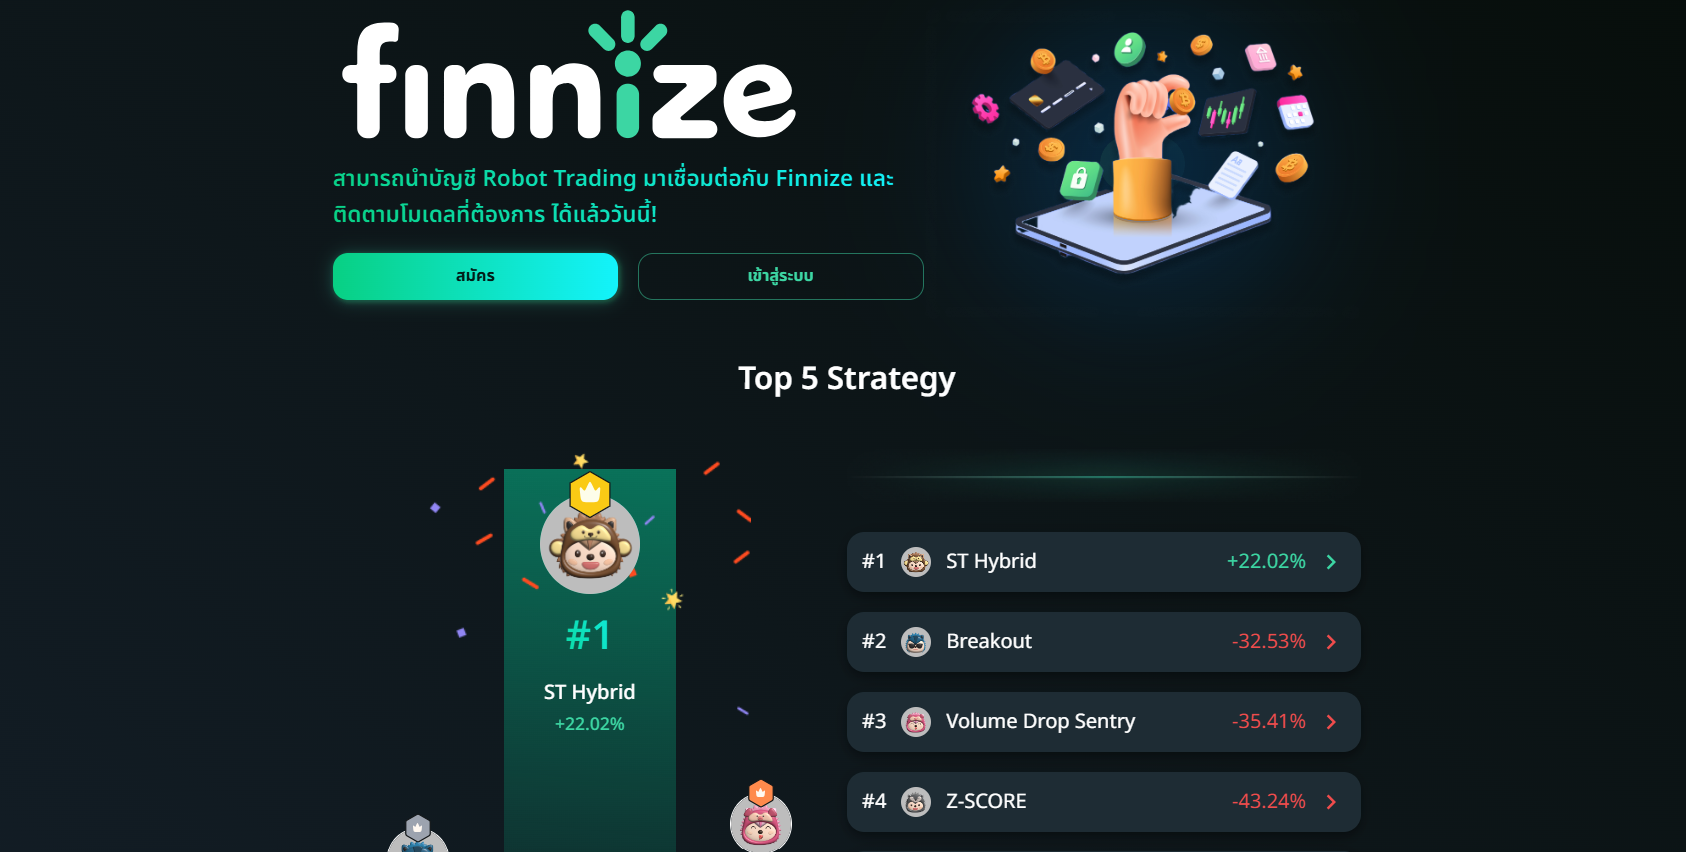 finnize
สามารถนำบัญชี Robot Trading มาเชื่อมต่อกับ Finnize และ
ติดตามโมเดลที่ต้องการ ได้แล้ววันนี้!
สมัคร
เข้าสู่ระบบ
Top 5 Strategy
#1
ST Hybrid
+22.02%
#1 ST Hybrid +22.02%
#2 Breakout -32.53%
#3 Volume Drop Sentry -35.41%
#4 Z-SCORE -43.24%